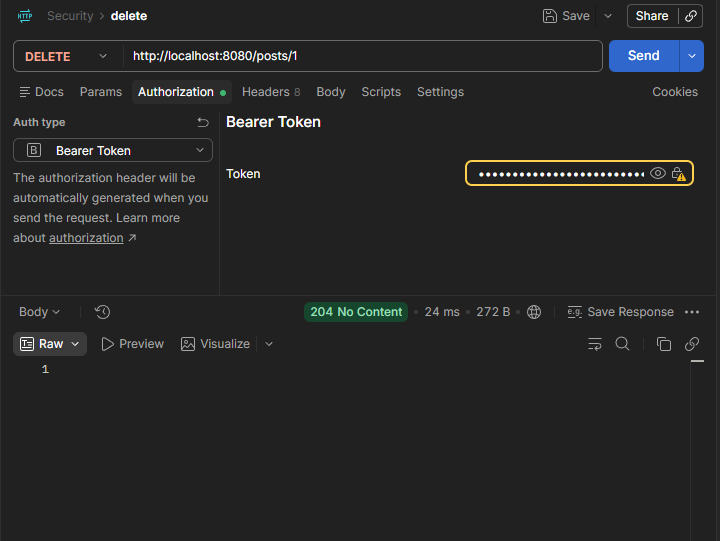 HTTP Security > delete Save Share
DELETE http://localhost:8080/posts/1 Send
Docs Params Authorization Headers 8 Body Scripts Settings Cookies
Auth type
B Bearer Token
The authorization header will be
automatically generated when you
send the request. Learn more
about authorization ↗
Bearer Token
Token ••••••••••••••••••••••••••
Body 204 No Content • 24 ms • 272 B e.g. Save Response •••
Raw Preview Visualize
1